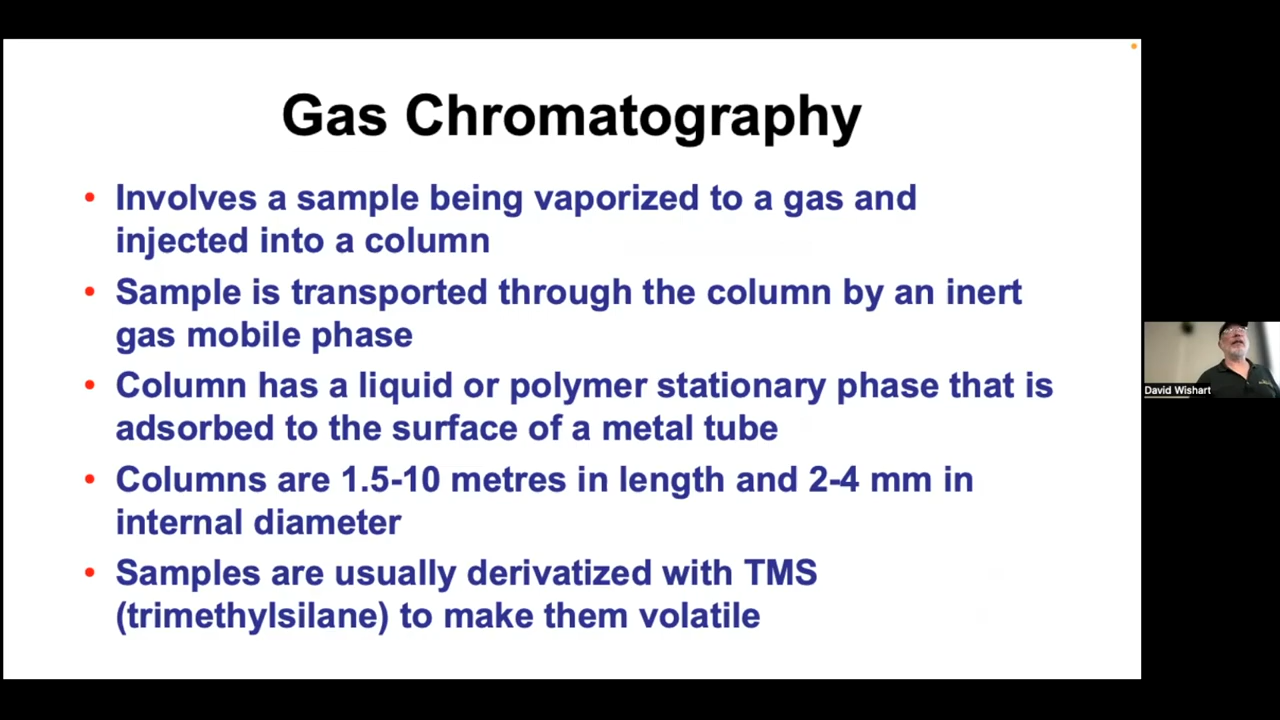 Gas Chromatography
• Involves a sample being vaporized to a gas and
injected into a column
• Sample is transported through the column by an inert
gas mobile phase
• Column has a liquid or polymer stationary phase that is
adsorbed to the surface of a metal tube
• Columns are 1.5-10 metres in length and 2-4 mm in
internal diameter
• Samples are usually derivatized with TMS
(trimethylsilane) to make them volatile
David Wishart